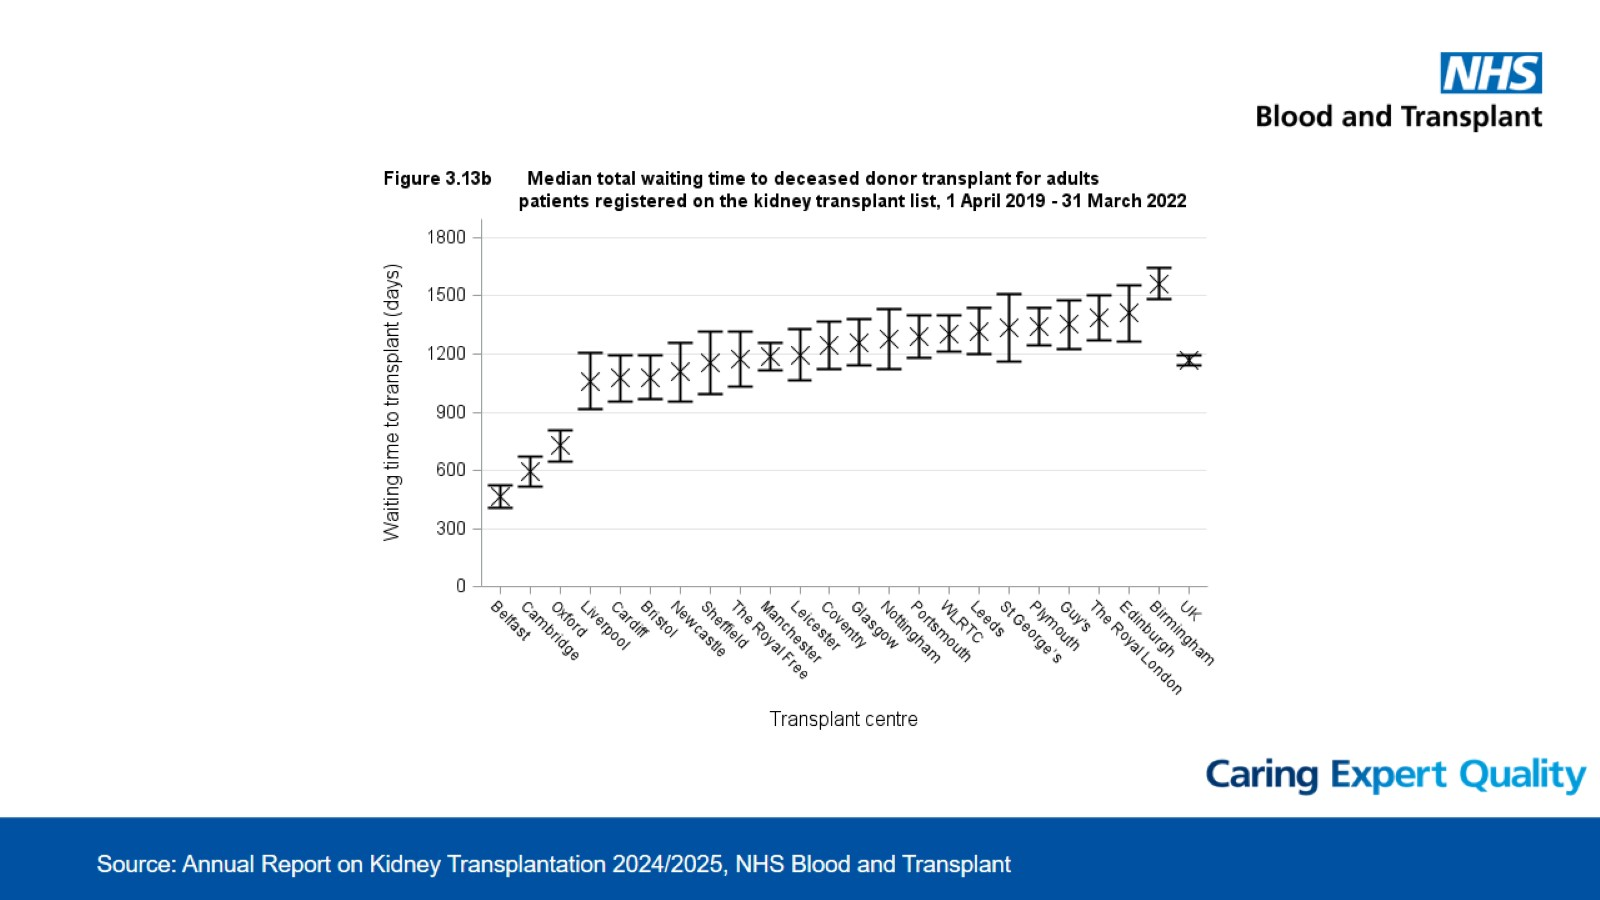 NHS
Blood and Transplant
Figure 3.13b Median total waiting time to deceased donor transplant for adults
patients registered on the kidney transplant list, 1 April 2019 - 31 March 2022
Waiting time to transplant (days)
1800
1500
1200
900
600
300
0
Belfast
Cambridge
Oxford
Liverpool
Cardiff
Bristol
Newcastle
Sheffield
The Royal Free
Manchester
Leicester
Coventry
Glasgow
Nottingham
Portsmouth
WLRTC
Leeds
St George's
Plymouth
Guy's
The Royal London
Edinburgh
Birmingham
UK
Transplant centre
Caring Expert Quality
Source: Annual Report on Kidney Transplantation 2024/2025, NHS Blood and Transplant